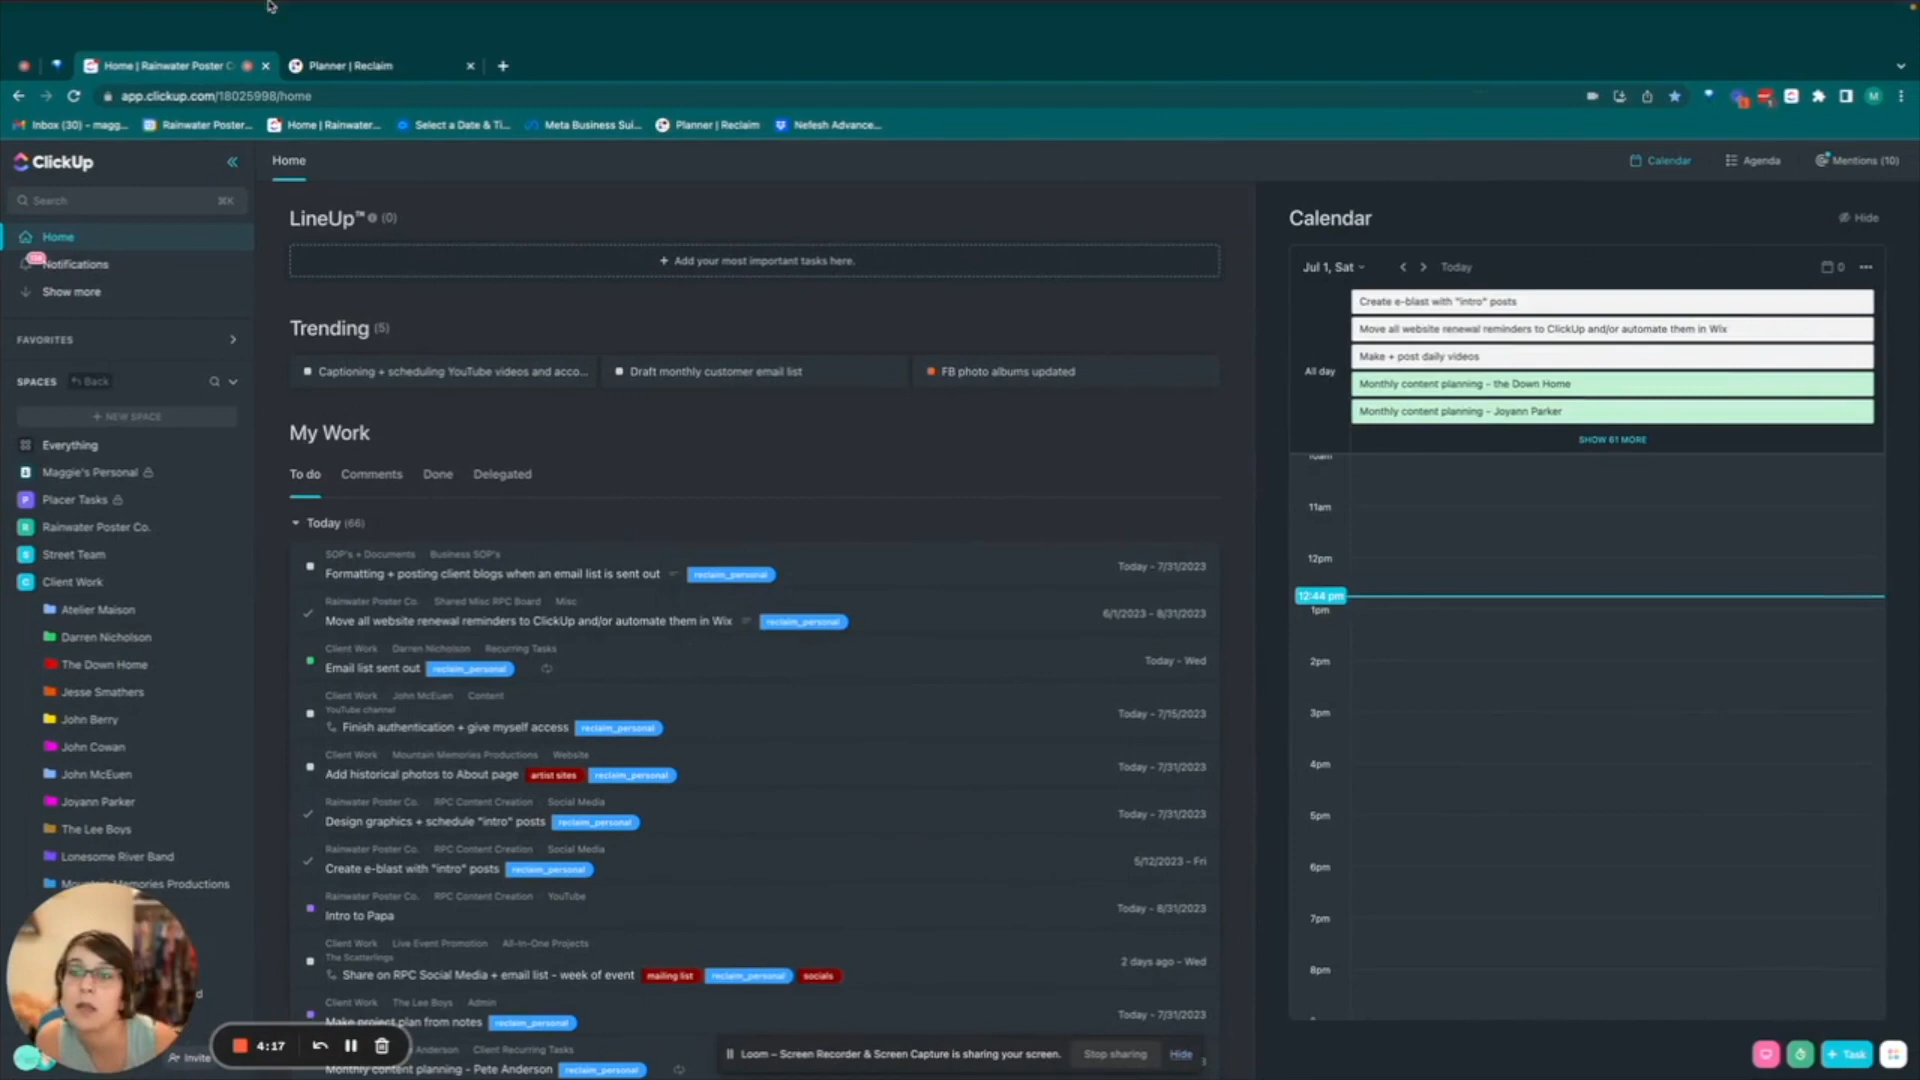 Home | Rainwater Poster C
Planner | Reclaim
app.clickup.com/18025998/home
Inbox (30) – magg...
Rainwater Poster...
Home | Rainwater...
Select a Date & Ti...
Meta Business Sui...
Planner | Reclaim
Nefesh Advance...
M
ClickUp
Home
Calendar
Agenda
Mentions (10)
Search
⌘K
Home
Notifications
Show more
FAVORITES
SPACES
Back
+ NEW SPACE
Everything
Maggie's Personal
Placer Tasks
Rainwater Poster Co.
Street Team
Client Work
Atelier Maison
Darren Nicholson
The Down Home
Jesse Smathers
John Berry
John Cowan
John McEuen
Joyann Parker
The Lee Boys
Lonesome River Band
Mountain Memories Productions
Invite
LineUp™ (0)
+ Add your most important tasks here.
Trending (5)
Captioning + scheduling YouTube videos and acco...
Draft monthly customer email list
FB photo albums updated
My Work
To do
Comments
Done
Delegated
Today (66)
SOP's + Documents Business SOP's
Formatting + posting client blogs when an email list is sent out reclaim_personal
Today - 7/31/2023
Rainwater Poster Co. Shared Misc RPC Board Misc
Move all website renewal reminders to ClickUp and/or automate them in Wix reclaim_personal
6/1/2023 - 8/31/2023
Client Work Darren Nicholson Recurring Tasks
Email list sent out reclaim_personal
Today - Wed
Client Work John McEuen Content
YouTube channel
Finish authentication + give myself access reclaim_personal
Today - 7/15/2023
Client Work Mountain Memories Productions Website
Add historical photos to About page artist sites reclaim_personal
Today - 7/31/2023
Rainwater Poster Co. RPC Content Creation Social Media
Design graphics + schedule "intro" posts reclaim_personal
Today - 7/31/2023
Rainwater Poster Co. RPC Content Creation Social Media
Create e-blast with "intro" posts reclaim_personal
5/12/2023 - Fri
Rainwater Poster Co. RPC Content Creation YouTube
Intro to Papa
Today - 8/31/2023
Client Work Live Event Promotion All-In-One Projects
The Scatterlings
Share on RPC Social Media + email list - week of event mailing list reclaim_personal socials
2 days ago - Wed
Client Work The Lee Boys Admin
Make project plan from notes reclaim_personal
Today - 7/31/2023
Anderson Client Recurring Tasks
Monthly content planning - Pete Anderson reclaim_personal
Calendar
Hide
Jul 1, Sat
Today
0
All day
Create e-blast with "intro" posts
Move all website renewal reminders to ClickUp and/or automate them in Wix
Make + post daily videos
Monthly content planning - the Down Home
Monthly content planning - Joyann Parker
SHOW 61 MORE
10am
11am
12pm
12:44 pm
1pm
2pm
3pm
4pm
5pm
6pm
7pm
8pm
4:17
Loom – Screen Recorder & Screen Capture is sharing your screen.
Stop sharing
Hide
+ Task